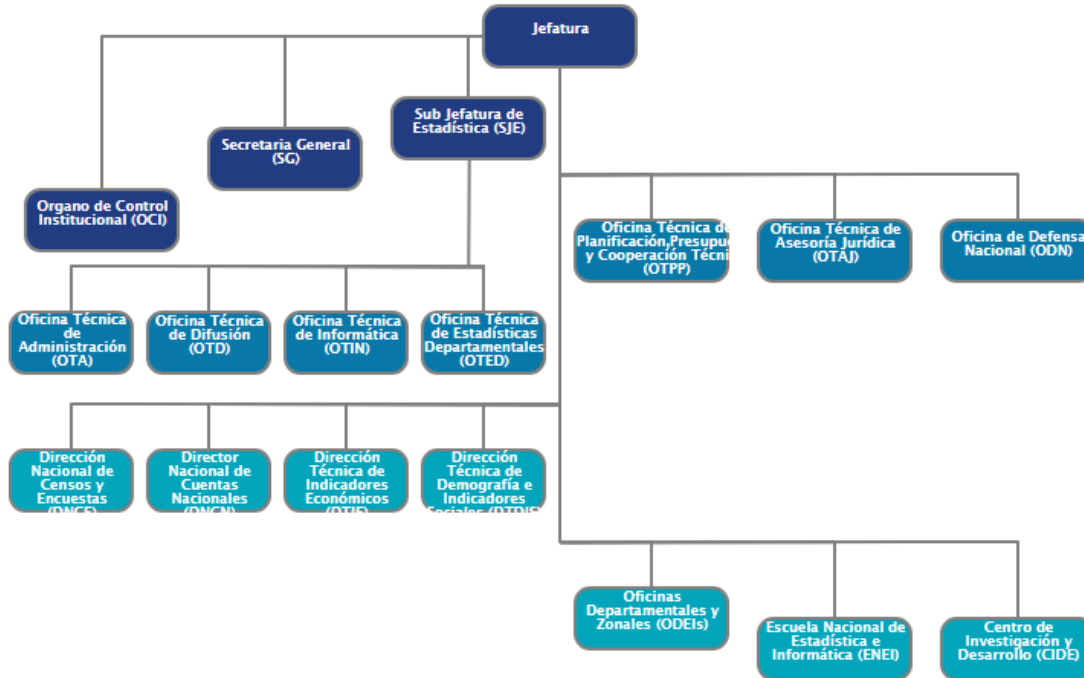 Jefatura
Sub Jefatura de
Estadística (SJE)
Secretaria General
(SG)
Organo de Control
Institucional (OCI)
Oficina Técnica de
Planificación,Presupu
y Cooperación Técni
(OTPP)
Oficina Técnica de
Asesoría Jurídica
(OTAJ)
Oficina de Defensa
Nacional (ODN)
Oficina Técnica
de
Administración
(OTA)
Oficina Técnica
de Difusión
(OTD)
Oficina Técnica
de Informática
(OTIN)
Oficina Técnica
de Estadísticas
Departamentales
(OTED)
Dirección
Nacional de
Censos y
Encuestas
Director
Nacional de
Cuentas
Nacionales
(DNCN)
Dirección
Técnica de
Indicadores
Económicos
Dirección
Técnica de
Demografía e
Indicadores
Sociales (DTDIS)
Oficinas
Departamentales y
Zonales (ODEIs)
Escuela Nacional de
Estadística e
Informática (ENEI)
Centro de
Investigación y
Desarrollo (CIDE)